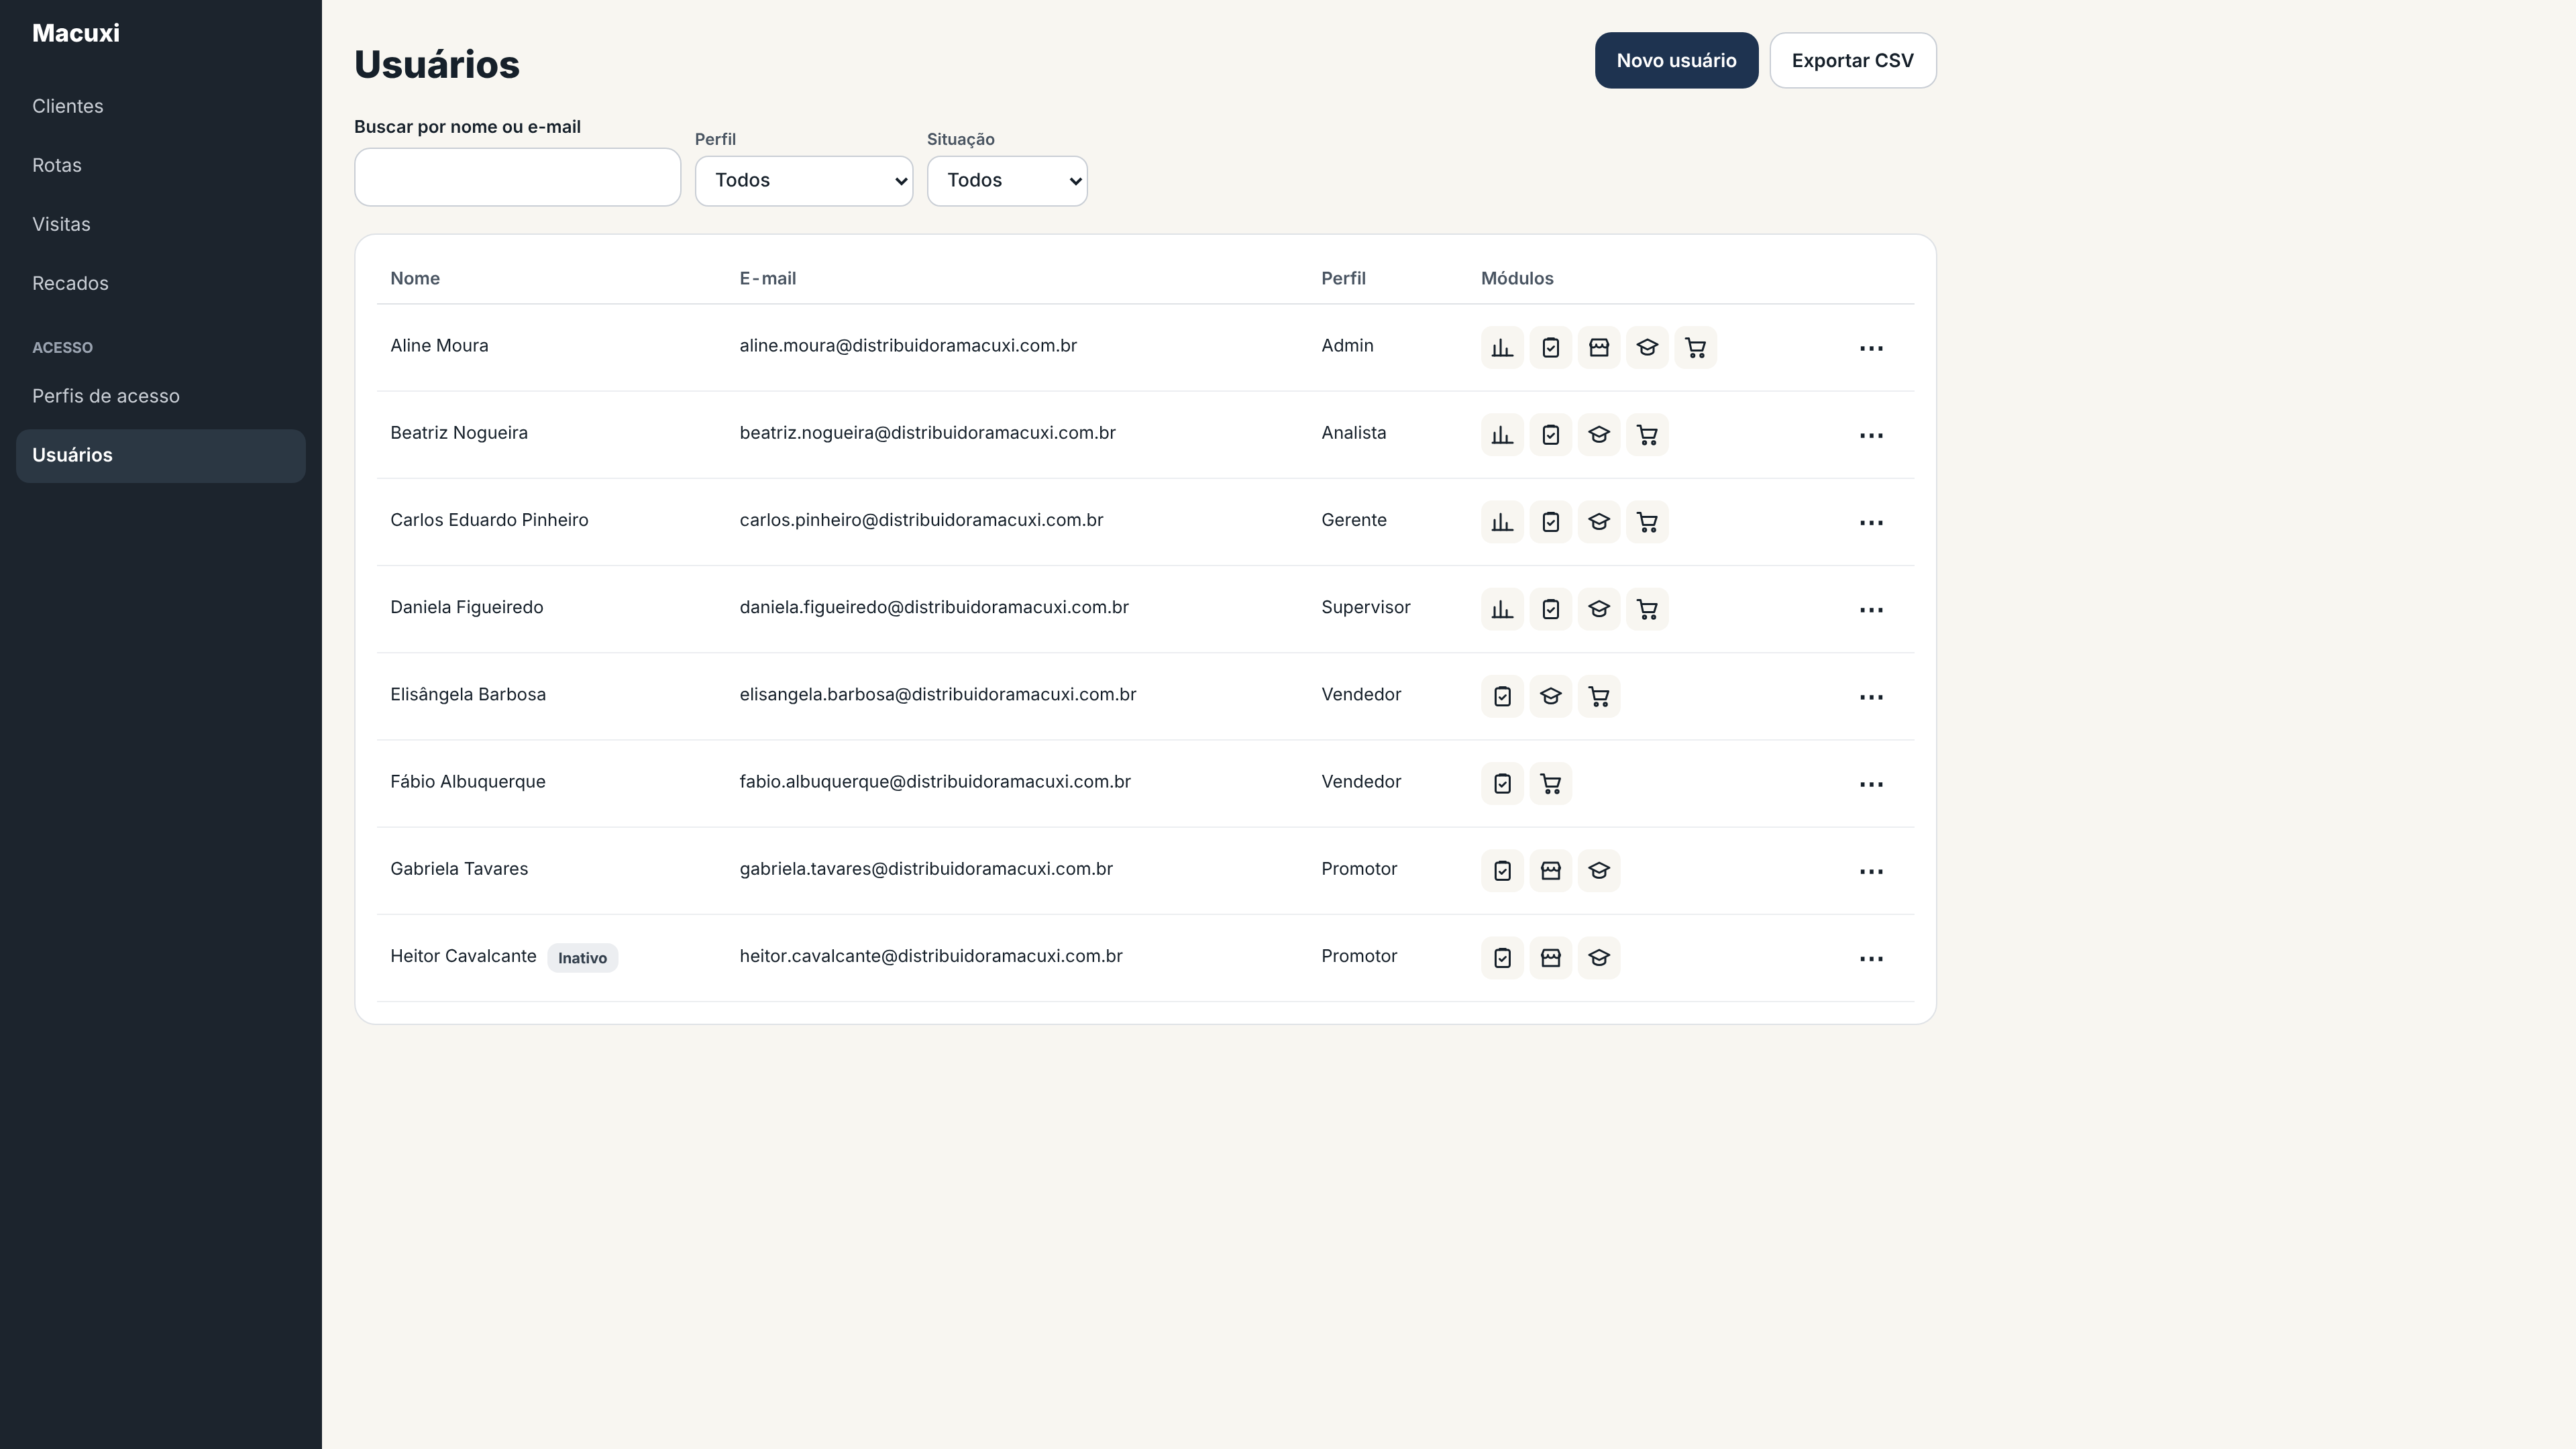 Macuxi
Clientes
Rotas
Visitas
Recados
ACESSO
Perfis de acesso
Usuários
Usuários
Novo usuário
Exportar CSV
Buscar por nome ou e-mail
Perfil
Todos
Situação
Todos
Nome E-mail Perfil Módulos
Aline Moura aline.moura@distribuidoramacuxi.com.br Admin
Beatriz Nogueira beatriz.nogueira@distribuidoramacuxi.com.br Analista
Carlos Eduardo Pinheiro carlos.pinheiro@distribuidoramacuxi.com.br Gerente
Daniela Figueiredo daniela.figueiredo@distribuidoramacuxi.com.br Supervisor
Elisângela Barbosa elisangela.barbosa@distribuidoramacuxi.com.br Vendedor
Fábio Albuquerque fabio.albuquerque@distribuidoramacuxi.com.br Vendedor
Gabriela Tavares gabriela.tavares@distribuidoramacuxi.com.br Promotor
Heitor Cavalcante Inativo heitor.cavalcante@distribuidoramacuxi.com.br Promotor